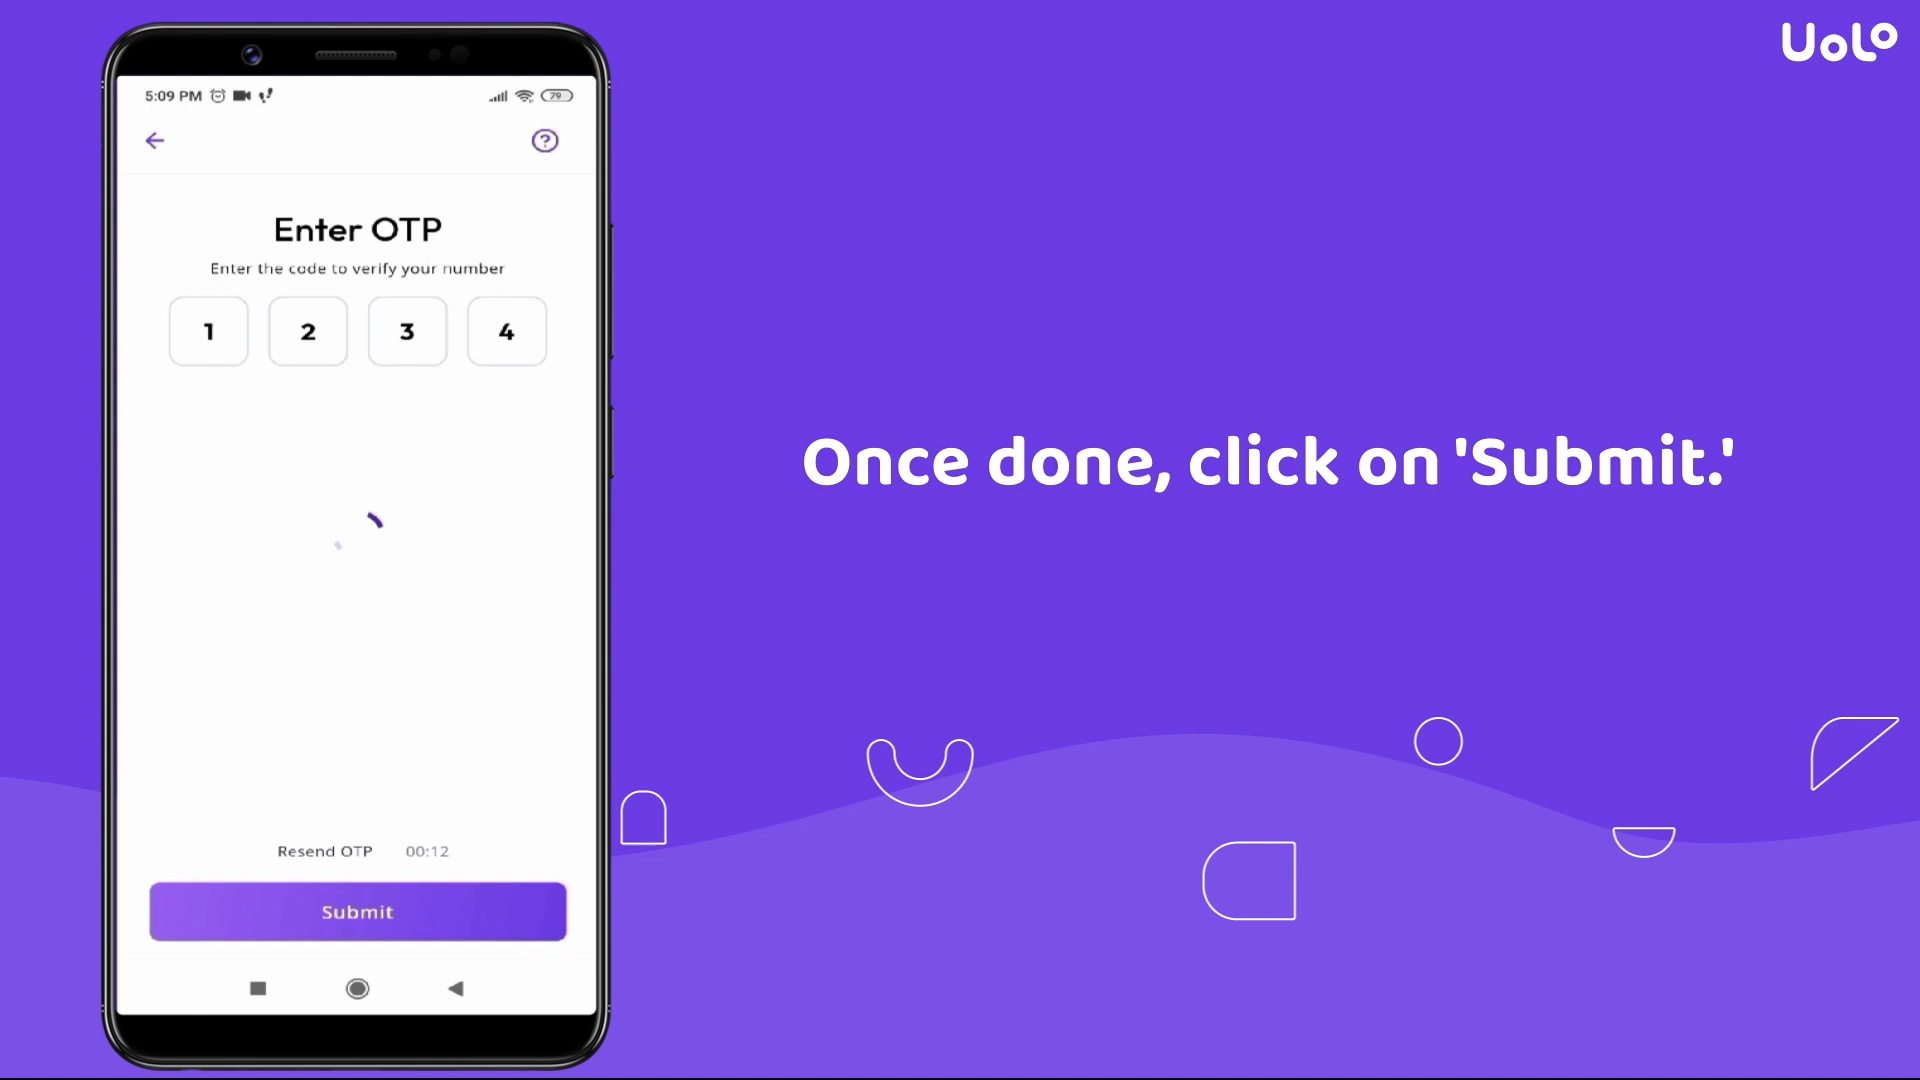 UOLO
5:09 PM
79
?
Enter OTP
Enter the code to verify your number
1 2 3 4
Once done, click on 'Submit.'
Resend OTP 00:12
Submit